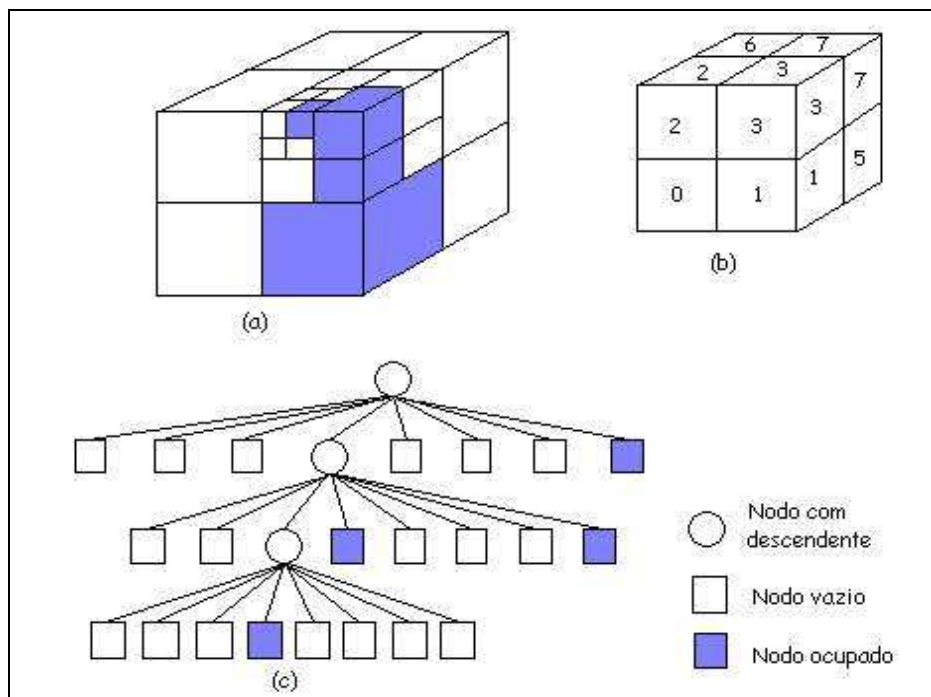 6 7
2 3
2 3 3 7
0 1 1 5
(b)
(a)
Nodo com
descendente
Nodo vazio
Nodo ocupado
(c)